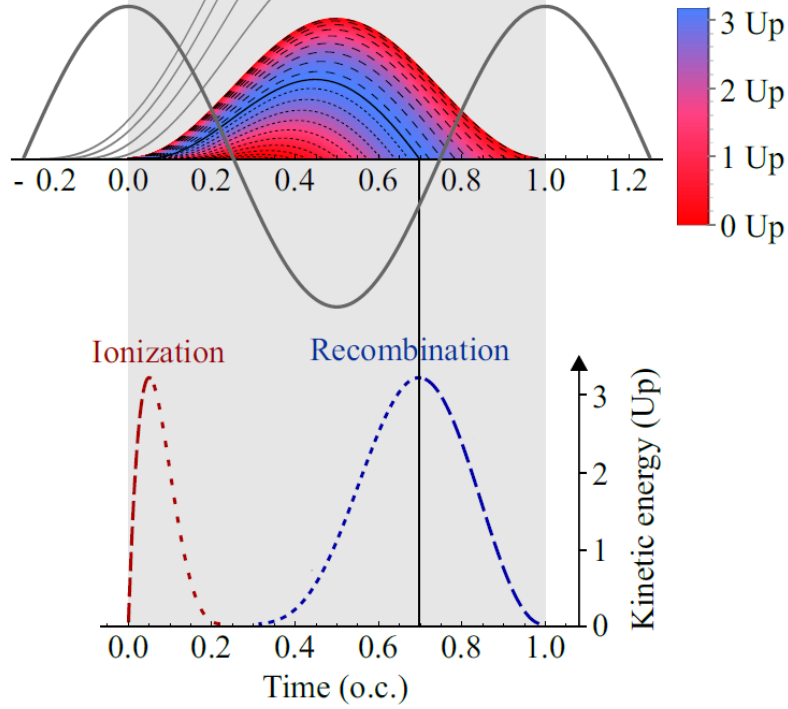 3 Up
2 Up
1 Up
0 Up
- 0.2 0.0 0.2 0.4 0.6 0.8 1.0 1.2
Ionization
Recombination
3
2
1
0
Kinetic energy (Up)
0.0 0.2 0.4 0.6 0.8 1.0
Time (o.c.)